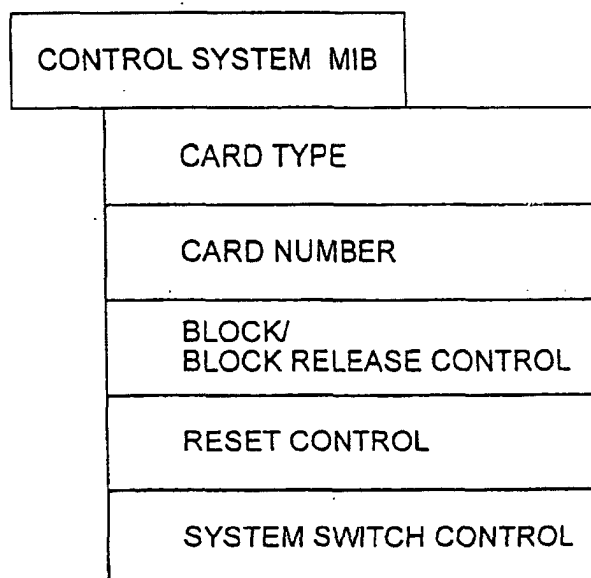 CONTROL SYSTEM MIB
CARD TYPE
CARD NUMBER
BLOCK/
BLOCK RELEASE CONTROL
RESET CONTROL
SYSTEM SWITCH CONTROL